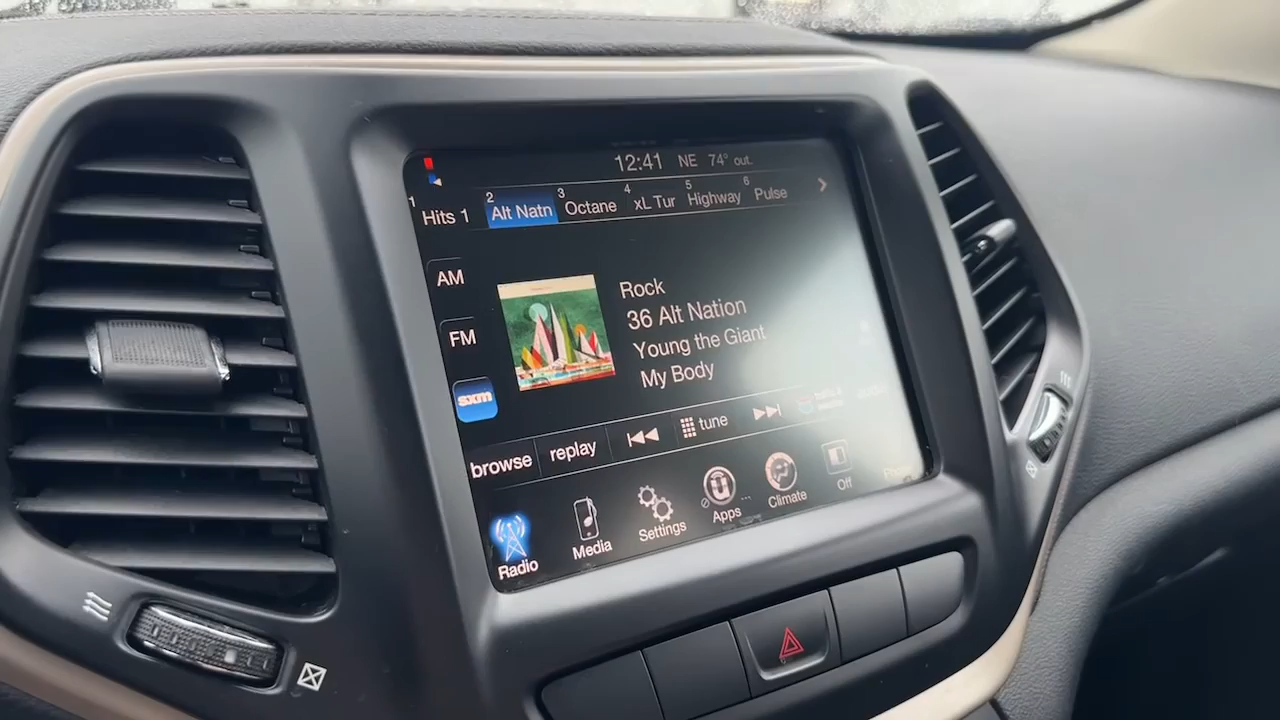 12:41 NE 74° out.
1 Hits 1 2 Alt Natn 3 Octane 4 xL Tur 5 Highway 6 Pulse
AM
FM
sxm
Rock
36 Alt Nation
Young the Giant
My Body
browse replay tune
Radio Media Settings Apps Climate Off Phone